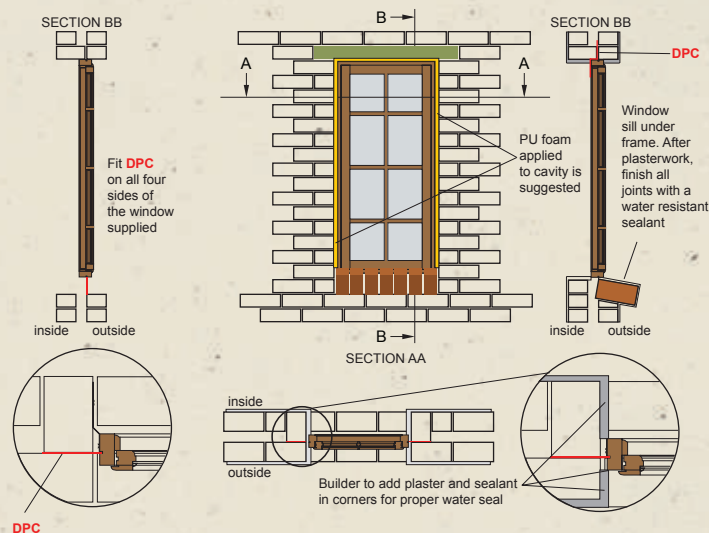 SECTION BB
B
SECTION BB
DPC
A
A
Fit DPC
on all four
sides of
the window
supplied
PU foam
applied
to cavity is
suggested
Window
sill under
frame. After
plasterwork,
finish all
joints with a
water resistant
sealant
inside
outside
B
inside
outside
SECTION AA
inside
outside
Builder to add plaster and sealant
in corners for proper water seal
DPC